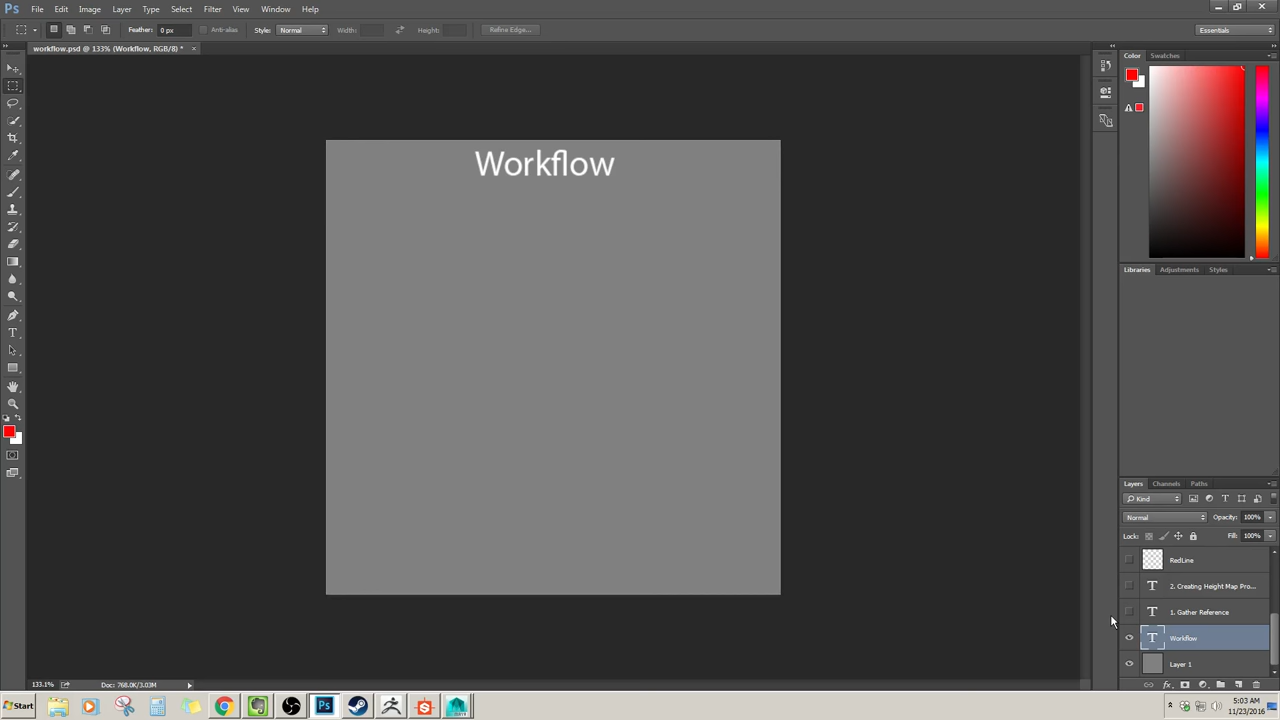 Ps File Edit Image Layer Type Select Filter View Window Help
Feather: 0 px Anti-alias Style: Normal Width: Height: Refine Edge... Essentials
workflow.psd @ 133% (Workflow, RGB/8) * ×
Color Swatches
Workflow
Libraries Adjustments Styles
Layers Channels Paths
Kind
Normal Opacity: 100%
Lock: Fill: 100%
RedLine
T 2. Creating Height Map Pro...
T 1. Gather Reference
T Workflow
Layer 1
133.1% Doc: 768.0K/3.03M
Start Ps 5:03 AM
11/23/2016